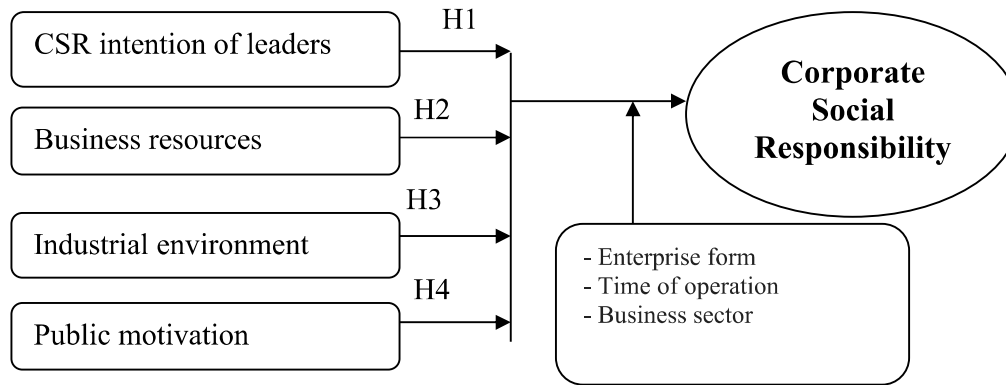 CSR intention of leaders
H1
Business resources
H2
Industrial environment
H3
Public motivation
H4
Corporate
Social
Responsibility
- Enterprise form
- Time of operation
- Business sector